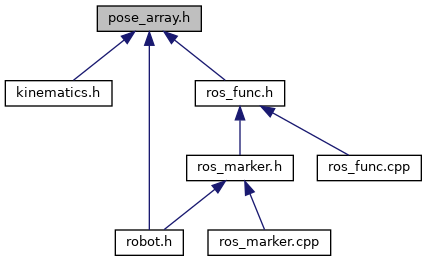 pose_array.h
kinematics.h
ros_func.h
ros_marker.h
ros_func.cpp
robot.h
ros_marker.cpp